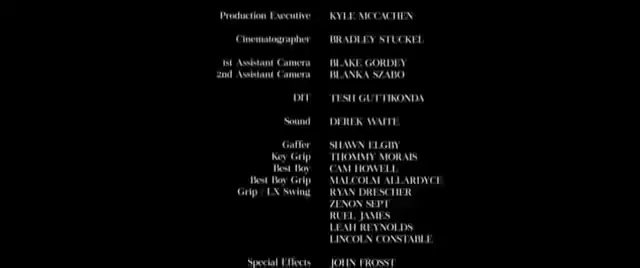 Production Executive KYLE MCCACHEN
Cinematographer BRADLEY STUCKEL
1st Assistant Camera BLAKE GORDEY
2nd Assistant Camera BLANKA SZABO
DIT TESH GUTTIKONDA
Sound DEREK WAITE
Gaffer SHAWN ELGBY
Key Grip THOMMY MORAIS
Best Boy CAM HOWELL
Best Boy Grip MALCOLM ALLARDYCE
Grip / LX Swing RYAN DRESCHER
ZENON SEPT
RUEL JAMES
LEAH REYNOLDS
LINCOLN CONSTABLE
Special Effects JOHN FROSST